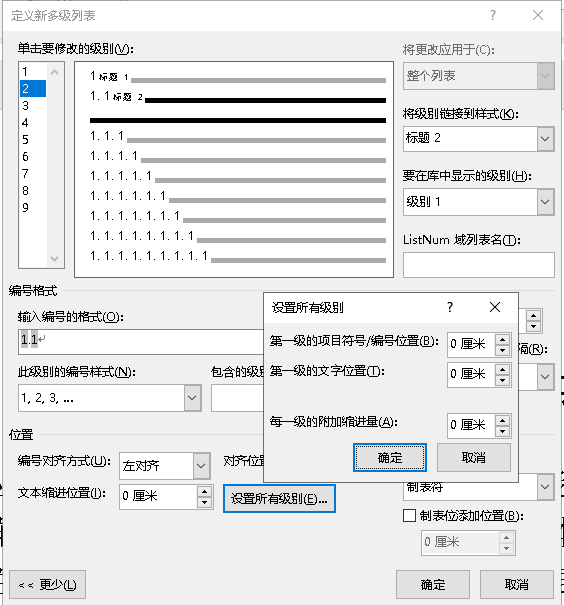 定义新多级列表
单击要修改的级别(V):
1
2
3
4
5
6
7
8
9
1 标题 1
1.1 标题 2
1.1.1
1.1.1.1
1.1.1.1.1
1.1.1.1.1.1
1.1.1.1.1.1.1
1.1.1.1.1.1.1.1
1.1.1.1.1.1.1.1.1
将更改应用于(C):
整个列表
将级别链接到样式(K):
标题 2
要在库中显示的级别(H):
级别 1
ListNum 域列表名(T):
编号格式
输入编号的格式(O):
1.1
此级别的编号样式(N):
1, 2, 3, ...
包含的级别
隔(R):
设置所有级别
第一级的项目符号/编号位置(B):
0 厘米
第一级的文字位置(T):
0 厘米
每一级的附加缩进量(A):
0 厘米
确定
取消
位置
编号对齐方式(U):
左对齐
对齐位置
文本缩进位置(I):
0 厘米
设置所有级别(E)...
制表符
制表位添加位置(B):
0 厘米
<< 更少(L)
确定
取消